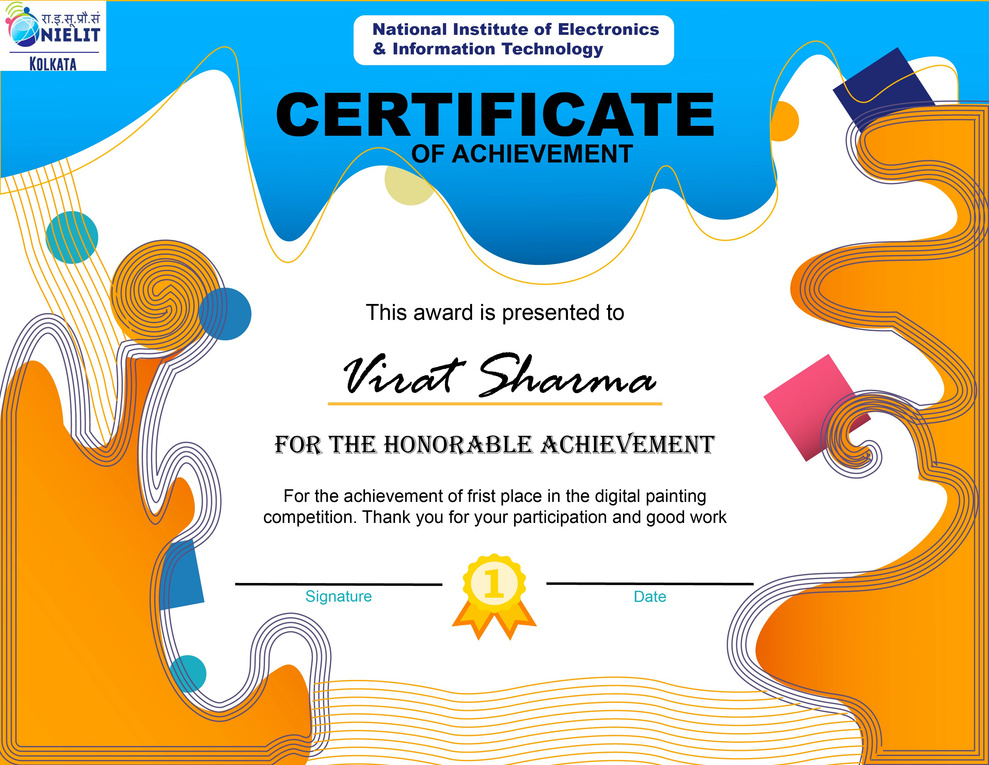 रा.इ.सू.प्रौ.सं
NIELIT
KOLKATA
National Institute of Electronics
& Information Technology
CERTIFICATE
OF ACHIEVEMENT
This award is presented to
Virat Sharma
FOR THE HONORABLE ACHIEVEMENT
For the achievement of frist place in the digital painting
competition. Thank you for your participation and good work
1
Signature
Date